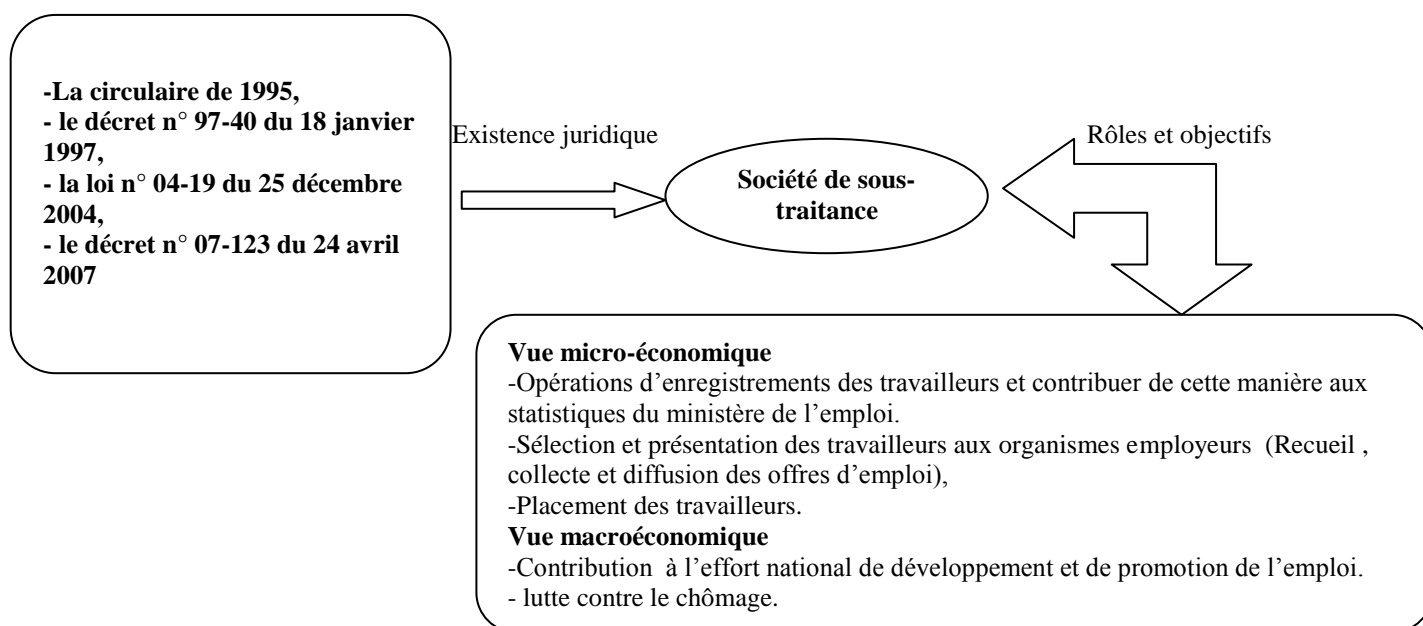 -La circulaire de 1995,
- le décret n° 97-40 du 18 janvier
1997,
- la loi n° 04-19 du 25 décembre
2004,
- le décret n° 07-123 du 24 avril
2007
Existence juridique
Société de sous-
traitance
Rôles et objectifs
Vue micro-économique
-Opérations d’enregistrements des travailleurs et contribuer de cette manière aux
statistiques du ministère de l’emploi.
-Sélection et présentation des travailleurs aux organismes employeurs (Recueil ,
collecte et diffusion des offres d’emploi),
-Placement des travailleurs.
Vue macroéconomique
-Contribution à l’effort national de développement et de promotion de l’emploi.
- lutte contre le chômage.